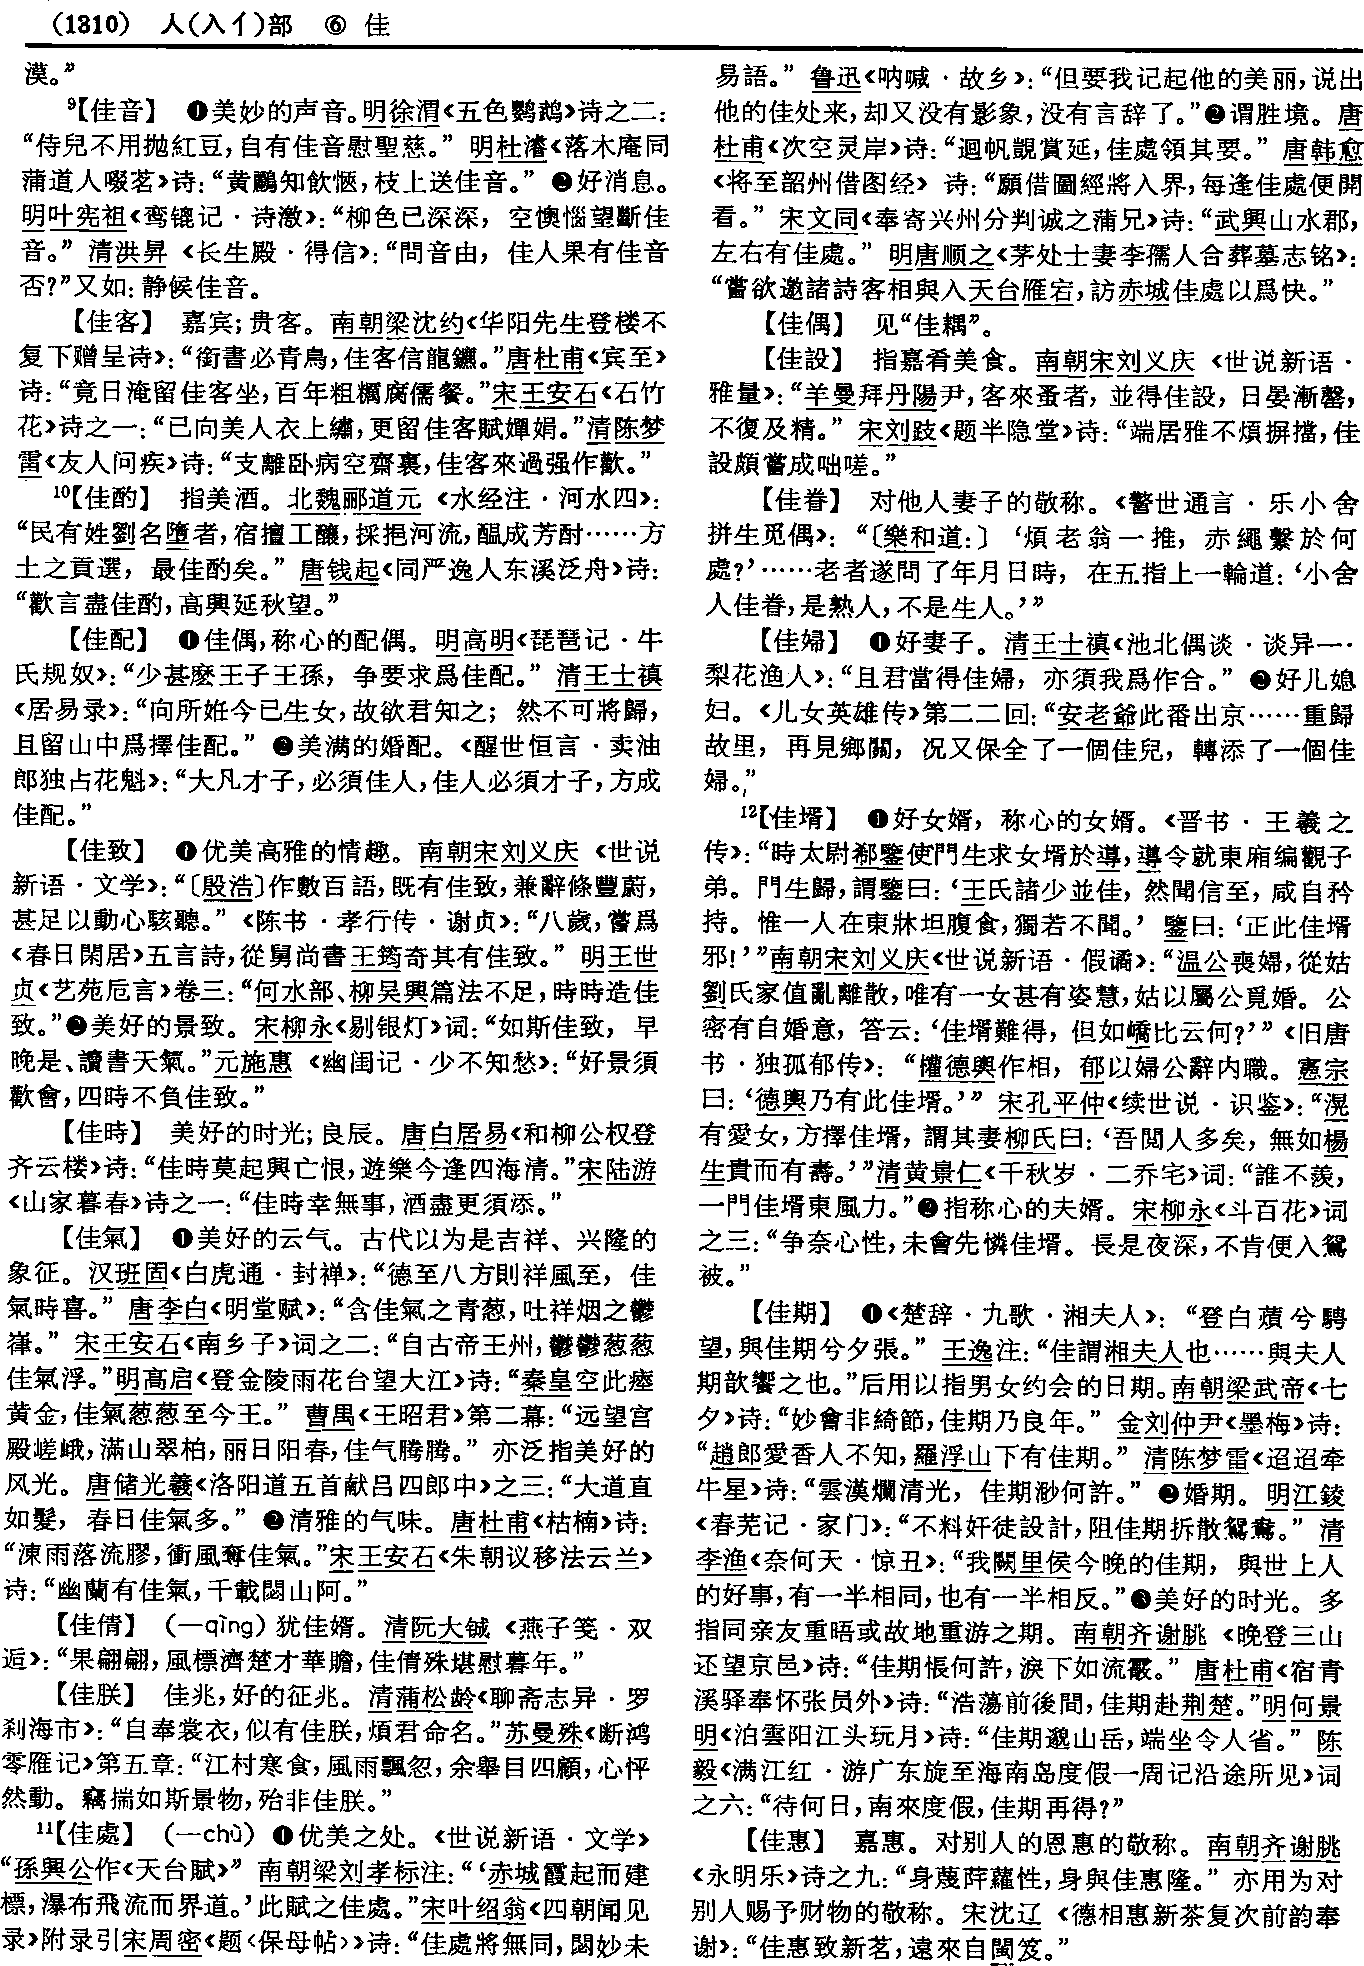 （1310） 人(入亻)部 ⑥ 佳
漠。”
⁹【佳音】 ❶美妙的声音。明徐渭《五色鹦鹉》诗之二：
“侍兒不用拋紅豆，自有佳音慰聖慈。” 明杜濬《落木庵同
蒲道人啜茗》诗：“黄鸝知飲愜，枝上送佳音。” ❷好消息。
明叶宪祖《鸾鎞记·诗激》：“柳色已深深，空懊惱望斷佳
音。” 清洪昇《长生殿·得信》：“問音由，佳人果有佳音
否？”又如：静候佳音。
【佳客】 嘉宾；贵客。南朝梁沈约《华阳先生登楼不
复下赠呈诗》：“銜書必青鳥，佳客信龍鑣。”唐杜甫《宾至》
诗：“竟日淹留佳客坐，百年粗糲腐儒餐。”宋王安石《石竹
花》诗之一：“已向美人衣上繡，更留佳客賦嬋娟。”清陈梦
雷《友人问疾》诗：“支離卧病空齋裏，佳客來過强作歡。”
¹⁰【佳酌】 指美酒。北魏郦道元《水经注·河水四》：
“民有姓劉名墮者，宿擅工釀，採挹河流，醖成芳酎……方
土之貢選，最佳酌矣。” 唐钱起《同严逸人东溪泛舟》诗：
“歡言盡佳酌，高興延秋望。”
【佳配】 ❶佳偶，称心的配偶。明高明《琵琶记·牛
氏规奴》：“少甚麽王子王孫，争要求爲佳配。” 清王士禛
《居易录》：“向所姙今已生女，故欲君知之；然不可將歸，
且留山中爲擇佳配。” ❷美满的婚配。《醒世恒言·卖油
郎独占花魁》：“大凡才子，必須佳人，佳人必須才子，方成
佳配。”
【佳致】 ❶优美高雅的情趣。南朝宋刘义庆《世说
新语·文学》：“〔殷浩〕作數百語，既有佳致，兼辭條豐蔚，
甚足以動心駭聽。”《陈书·孝行传·谢贞》：“八歲，嘗爲
《春日閑居》五言詩，從舅尚書王筠奇其有佳致。” 明王世
贞《艺苑卮言》卷三：“何水部、柳吴興篇法不足，時時造佳
致。”❷美好的景致。宋柳永《剔银灯》词：“如斯佳致，早
晚是、讀書天氣。”元施惠《幽闺记·少不知愁》：“好景須
歡會，四時不負佳致。”
【佳時】 美好的时光；良辰。唐白居易《和柳公权登
齐云楼》诗：“佳時莫起興亡恨，遊樂今逢四海清。”宋陆游
《山家暮春》诗之一：“佳時幸無事，酒盡更須添。”
【佳氣】 ❶美好的云气。古代以为是吉祥、兴隆的
象征。汉班固《白虎通·封禅》：“德至八方則祥風至，佳
氣時喜。” 唐李白《明堂赋》：“含佳氣之青葱，吐祥烟之鬱
嵂。” 宋王安石《南乡子》词之二：“自古帝王州，鬱鬱葱葱
佳氣浮。”明高启《登金陵雨花台望大江》诗：“秦皇空此瘞
黄金，佳氣葱葱至今王。” 曹禺《王昭君》第二幕：“远望宫
殿嵯峨，滿山翠柏，丽日阳春，佳气腾腾。” 亦泛指美好的
风光。唐储光羲《洛阳道五首献吕四郎中》之三：“大道直
如髮，春日佳氣多。” ❷清雅的气味。唐杜甫《枯楠》诗：
“凍雨落流膠，衝風奪佳氣。”宋王安石《朱朝议移法云兰》
诗：“幽蘭有佳氣，千載閟山阿。”
【佳倩】 （—qìng）犹佳婿。清阮大铖《燕子笺·双
逅》：“果翩翩，風標濟楚才華贍，佳倩殊堪慰暮年。”
【佳朕】 佳兆，好的征兆。清蒲松龄《聊斋志异·罗
刹海市》：“自奉裳衣，似有佳朕，煩君命名。”苏曼殊《断鸿
零雁记》第五章：“江村寒食，風雨飄忽，余舉目四顧，心怦
然動。竊揣如斯景物，殆非佳朕。”
¹¹【佳處】 （—chù）❶优美之处。《世说新语·文学》
“孫興公作《天台賦》” 南朝梁刘孝标注：“‘赤城霞起而建
標，瀑布飛流而界道。’此賦之佳處。”宋叶绍翁《四朝闻见
录》附录引宋周密《题〈保母帖〉》诗：“佳處將無同，閟妙未
易語。” 鲁迅《呐喊·故乡》：“但要我记起他的美丽，说出
他的佳处来，却又没有影象，没有言辞了。”❷谓胜境。唐
杜甫《次空灵岸》诗：“迴帆覬賞延，佳處領其要。” 唐韩愈
《将至韶州借图经》 诗：“願借圖經將入界，每逢佳處便開
看。” 宋文同《奉寄兴州分判诚之蒲兄》诗：“武興山水郡，
左右有佳處。” 明唐顺之《茅处士妻李孺人合葬墓志铭》：
“嘗欲邀諸詩客相與入天台雁宕，訪赤城佳處以爲快。”
【佳偶】 见“佳耦”。
【佳設】 指嘉肴美食。南朝宋刘义庆《世说新语·
雅量》：“羊曼拜丹陽尹，客來蚤者，並得佳設，日晏漸罄，
不復及精。” 宋刘跂《题半隐堂》诗：“端居雅不煩摒擋，佳
設頗嘗成咄嗟。”
【佳眷】 对他人妻子的敬称。《警世通言·乐小舍
拼生觅偶》：“〔樂和道：〕‘煩老翁一推，赤繩繫於何
處？’……老者遂問了年月日時，在五指上一輪道：‘小舍
人佳眷，是熟人，不是生人。’”
【佳婦】 ❶好妻子。清王士禛《池北偶谈·谈异一·
梨花渔人》：“且君當得佳婦，亦須我爲作合。” ❷好儿媳
妇。《儿女英雄传》第二二回：“安老爺此番出京……重歸
故里，再見鄉關，况又保全了一個佳兒，轉添了一個佳
婦。”
¹²【佳壻】 ❶好女婿，称心的女婿。《晋书·王羲之
传》：“時太尉郗鑒使門生求女壻於導，導令就東廂编觀子
弟。門生歸，謂鑒曰：‘王氏諸少並佳，然聞信至，咸自矜
持。惟一人在東牀坦腹食，獨若不聞。’ 鑒曰：‘正此佳壻
邪！’”南朝宋刘义庆《世说新语·假谲》：“温公喪婦，從姑
劉氏家值亂離散，唯有一女甚有姿慧，姑以屬公覓婚。公
密有自婚意，答云：‘佳壻難得，但如嶠比云何？’”《旧唐
书·独孤郁传》：“權德輿作相，郁以婦公辭内職。憲宗
曰：‘德輿乃有此佳壻。’” 宋孔平仲《续世说·识鉴》：“滉
有愛女，方擇佳壻，謂其妻柳氏曰：‘吾閲人多矣，無如楊
生貴而有壽。’”清黄景仁《千秋岁·二乔宅》词：“誰不羨，
一門佳壻東風力。”❷指称心的夫婿。宋柳永《斗百花》词
之三：“争奈心性，未會先憐佳壻。長是夜深，不肯便入鴛
被。”
【佳期】 ❶《楚辞·九歌·湘夫人》：“登白薠兮騁
望，與佳期兮夕張。” 王逸注：“佳謂湘夫人也……與夫人
期歆饗之也。”后用以指男女约会的日期。南朝梁武帝《七
夕》诗：“妙會非綺節，佳期乃良年。” 金刘仲尹《墨梅》诗：
“趙郎愛香人不知，羅浮山下有佳期。” 清陈梦雷《迢迢牵
牛星》诗：“雲漢爛清光，佳期渺何許。” ❷婚期。明江錂
《春芜记·家门》：“不料奸徒設計，阻佳期拆散鴛鴦。” 清
李渔《奈何天·惊丑》：“我闕里侯今晚的佳期，與世上人
的好事，有一半相同，也有一半相反。”❸美好的时光。多
指同亲友重晤或故地重游之期。南朝齐谢朓《晚登三山
还望京邑》诗：“佳期悵何許，淚下如流霰。” 唐杜甫《宿青
溪驿奉怀张员外》诗：“浩蕩前後間，佳期赴荆楚。”明何景
明《泊雲阳江头玩月》诗：“佳期邈山岳，端坐令人省。” 陈
毅《满江红·游广东旋至海南岛度假一周记沿途所见》词
之六：“待何日，南來度假，佳期再得？”
【佳惠】 嘉惠。对别人的恩惠的敬称。南朝齐谢朓
《永明乐》诗之九：“身蔑薜蘿性，身與佳惠隆。” 亦用为对
别人赐予财物的敬称。宋沈辽《德相惠新茶复次前韵奉
谢》：“佳惠致新茗，遠來自閩笈。”